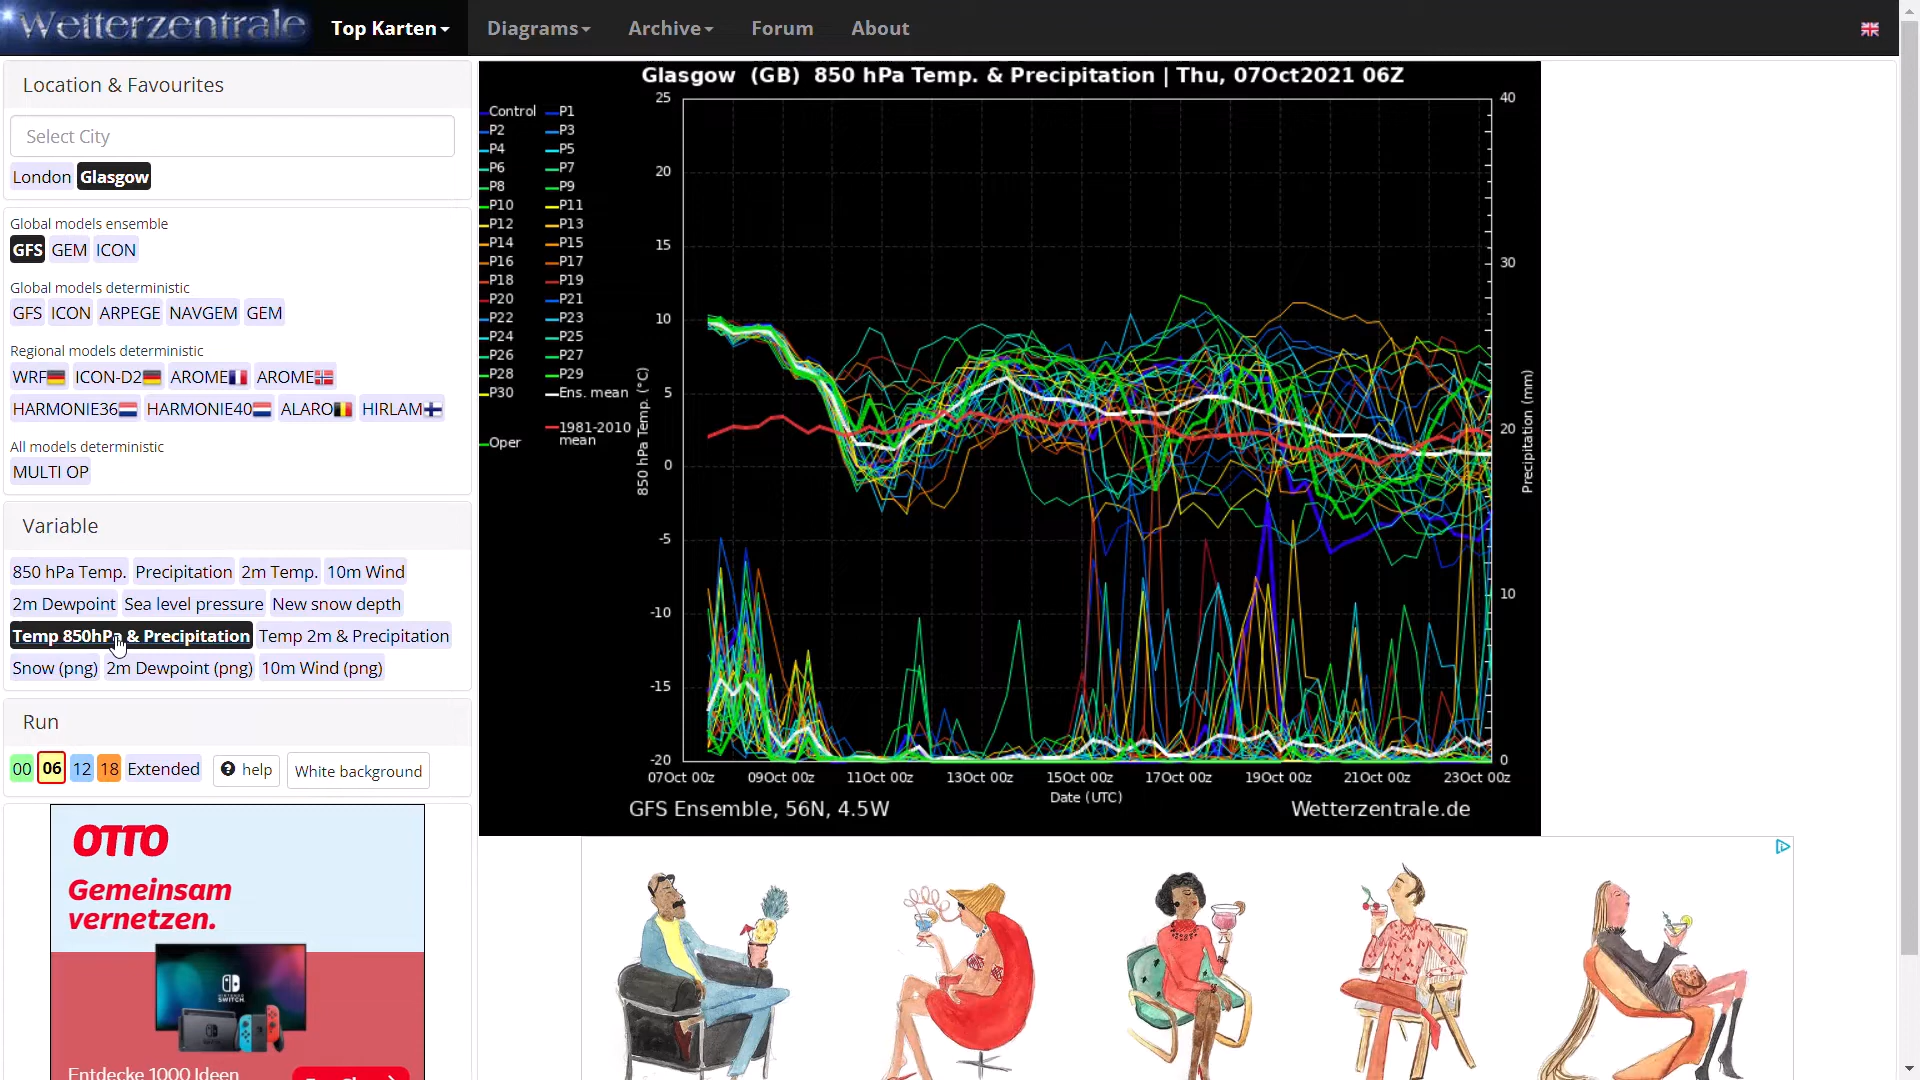 Wetterzentrale
Top Karten
Diagrams
Archive
Forum
About
Location & Favourites
Select City
London Glasgow
Global models ensemble
GFS GEM ICON
Global models deterministic
GFS ICON ARPEGE NAVGEM GEM
Regional models deterministic
WRF ICON-D2 AROME AROME
HARMONIE36 HARMONIE40 ALARO HIRLAM
All models deterministic
MULTI OP
Variable
850 hPa Temp. Precipitation 2m Temp. 10m Wind
2m Dewpoint Sea level pressure New snow depth
Temp 850hPa & Precipitation Temp 2m & Precipitation
Snow (png) 2m Dewpoint (png) 10m Wind (png)
Run
00 06 12 18 Extended help White background
OTTO
Gemeinsam
vernetzen.
NINTENDO
SWITCH
Entdecke 1000 Ideen
Glasgow (GB) 850 hPa Temp. & Precipitation | Thu, 07Oct2021 06Z
Control P1
P2 P3
P4 P5
P6 P7
P8 P9
P10 P11
P12 P13
P14 P15
P16 P17
P18 P19
P20 P21
P22 P23
P24 P25
P26 P27
P28 P29
P30 Ens. mean
Oper 1981-2010
mean
850 hPa Temp. (°C)
25
20
15
10
5
0
-5
-10
-15
-20
40
30
20
10
0
Precipitation (mm)
07Oct 00z 09Oct 00z 11Oct 00z 13Oct 00z 15Oct 00z 17Oct 00z 19Oct 00z 21Oct 00z 23Oct 00z
Date (UTC)
GFS Ensemble, 56N, 4.5W Wetterzentrale.de